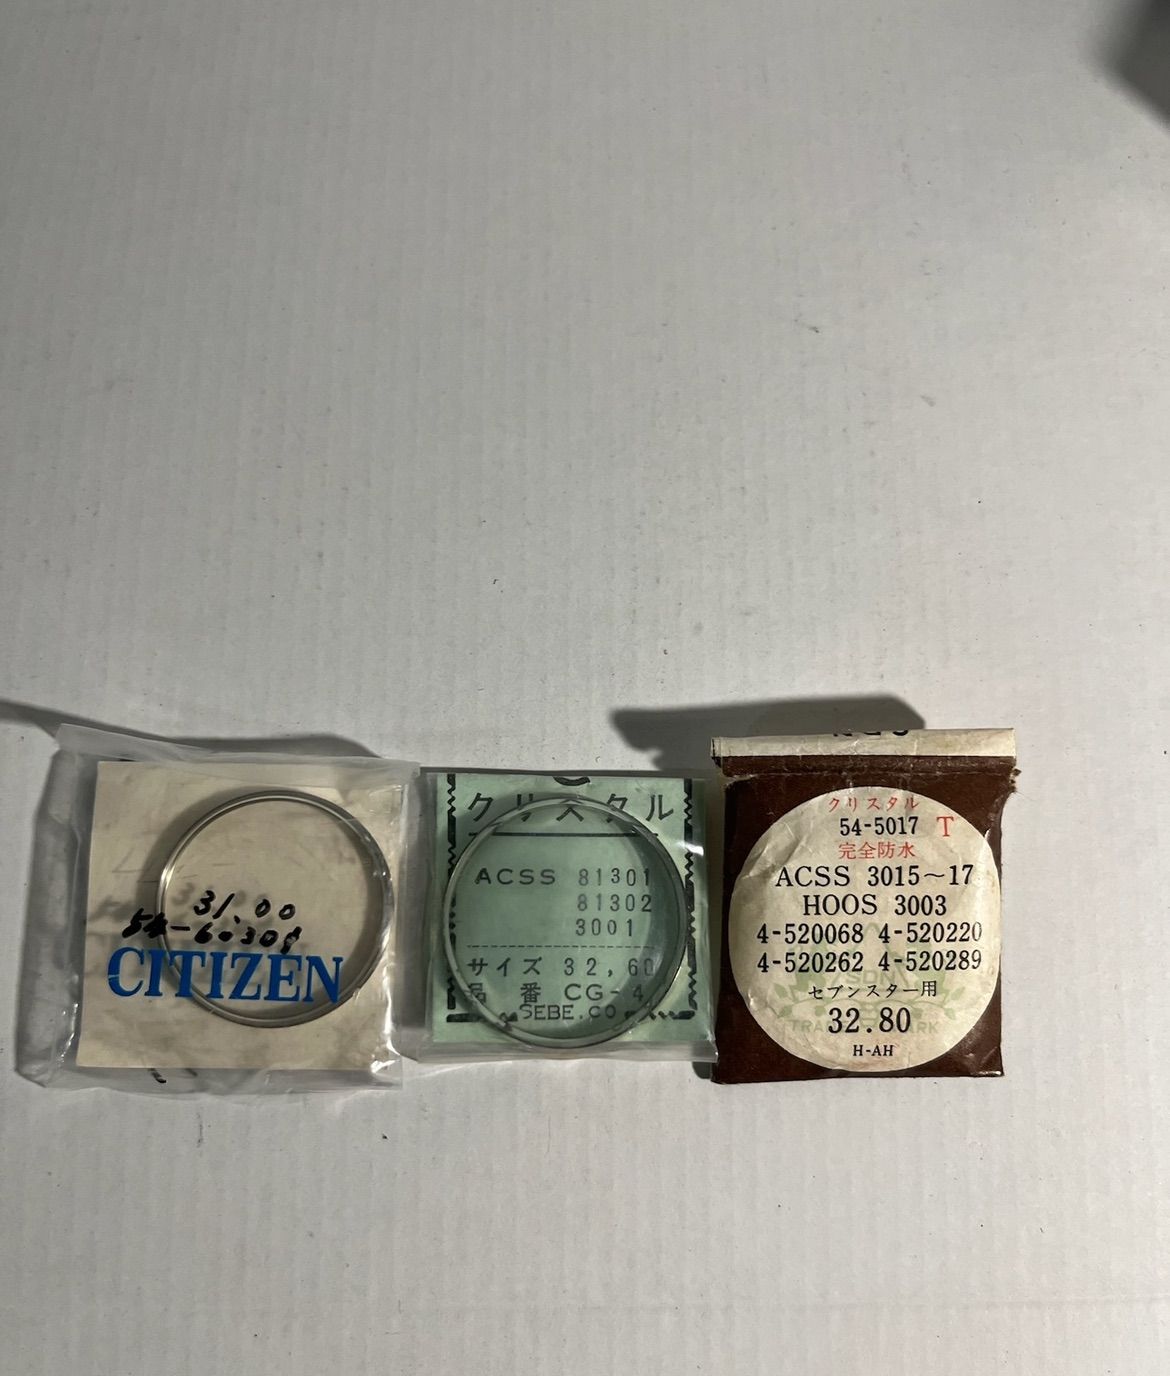 31.00
CITIZEN
クリスタル
ACSS 81301
81302
3001
サイズ 32,60
品番 CG-4
SEBE.CO
クリスタル
54-5017 T
完全防水
ACSS 3015～17
HOOS 3003
4-520068 4-520220
4-520262 4-520289
セブンスター用
32.80
H-AH